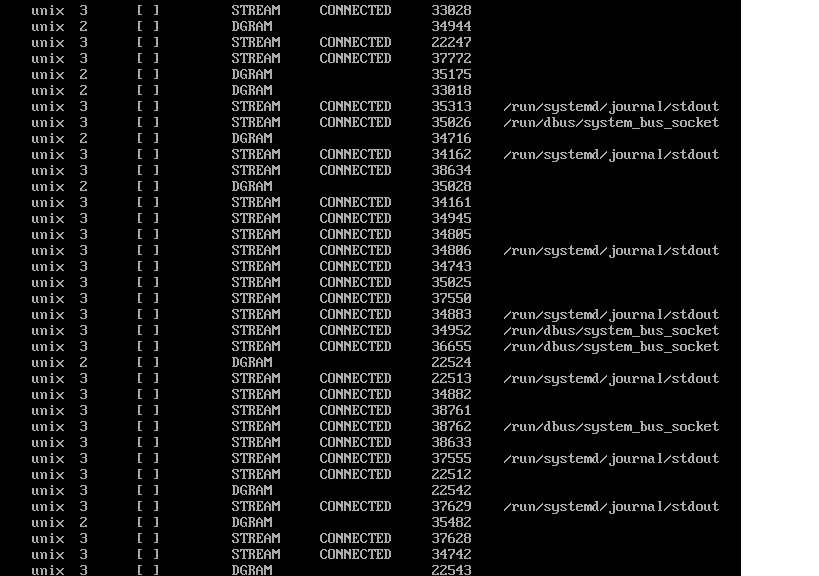 unix 3 [ ] STREAM CONNECTED 33028
unix 2 [ ] DGRAM 34944
unix 3 [ ] STREAM CONNECTED 22247
unix 3 [ ] STREAM CONNECTED 37772
unix 2 [ ] DGRAM 35175
unix 2 [ ] DGRAM 33018
unix 3 [ ] STREAM CONNECTED 35313 /run/systemd/journal/stdout
unix 3 [ ] STREAM CONNECTED 35026 /run/dbus/system_bus_socket
unix 2 [ ] DGRAM 34716
unix 3 [ ] STREAM CONNECTED 34162 /run/systemd/journal/stdout
unix 3 [ ] STREAM CONNECTED 38634
unix 2 [ ] DGRAM 35028
unix 3 [ ] STREAM CONNECTED 34161
unix 3 [ ] STREAM CONNECTED 34945
unix 3 [ ] STREAM CONNECTED 34805
unix 3 [ ] STREAM CONNECTED 34806 /run/systemd/journal/stdout
unix 3 [ ] STREAM CONNECTED 34743
unix 3 [ ] STREAM CONNECTED 35025
unix 3 [ ] STREAM CONNECTED 37550
unix 3 [ ] STREAM CONNECTED 34883 /run/systemd/journal/stdout
unix 3 [ ] STREAM CONNECTED 34952 /run/dbus/system_bus_socket
unix 3 [ ] STREAM CONNECTED 36655 /run/dbus/system_bus_socket
unix 2 [ ] DGRAM 22524
unix 3 [ ] STREAM CONNECTED 22513 /run/systemd/journal/stdout
unix 3 [ ] STREAM CONNECTED 34882
unix 3 [ ] STREAM CONNECTED 38761
unix 3 [ ] STREAM CONNECTED 38762 /run/dbus/system_bus_socket
unix 3 [ ] STREAM CONNECTED 38633
unix 3 [ ] STREAM CONNECTED 37555 /run/systemd/journal/stdout
unix 3 [ ] STREAM CONNECTED 22512
unix 3 [ ] DGRAM 22542
unix 3 [ ] STREAM CONNECTED 37629 /run/systemd/journal/stdout
unix 2 [ ] DGRAM 35482
unix 3 [ ] STREAM CONNECTED 37628
unix 3 [ ] STREAM CONNECTED 34742
unix 3 [ ] DGRAM 22543